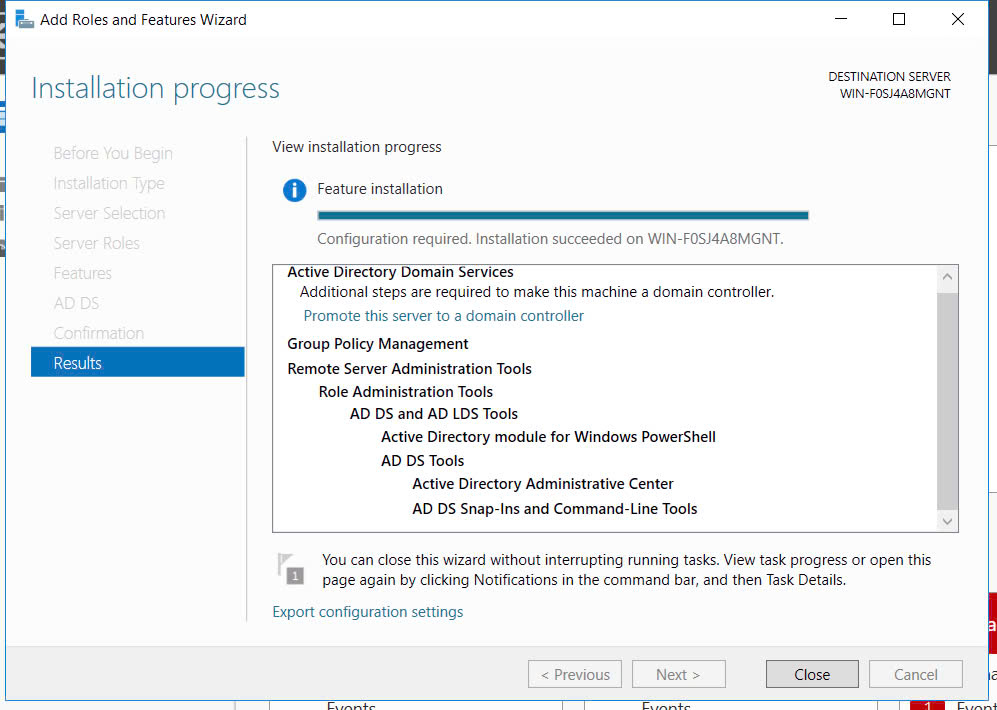 Add Roles and Features Wizard
Installation progress
DESTINATION SERVER
WIN-F0SJ4A8MGNT
Before You Begin
Installation Type
Server Selection
Server Roles
Features
AD DS
Confirmation
Results
View installation progress
Feature installation
Configuration required. Installation succeeded on WIN-F0SJ4A8MGNT.
Active Directory Domain Services
Additional steps are required to make this machine a domain controller.
Promote this server to a domain controller
Group Policy Management
Remote Server Administration Tools
Role Administration Tools
AD DS and AD LDS Tools
Active Directory module for Windows PowerShell
AD DS Tools
Active Directory Administrative Center
AD DS Snap-Ins and Command-Line Tools
1
You can close this wizard without interrupting running tasks. View task progress or open this
page again by clicking Notifications in the command bar, and then Task Details.
Export configuration settings
< Previous
Next >
Close
Cancel
Events
Events
1